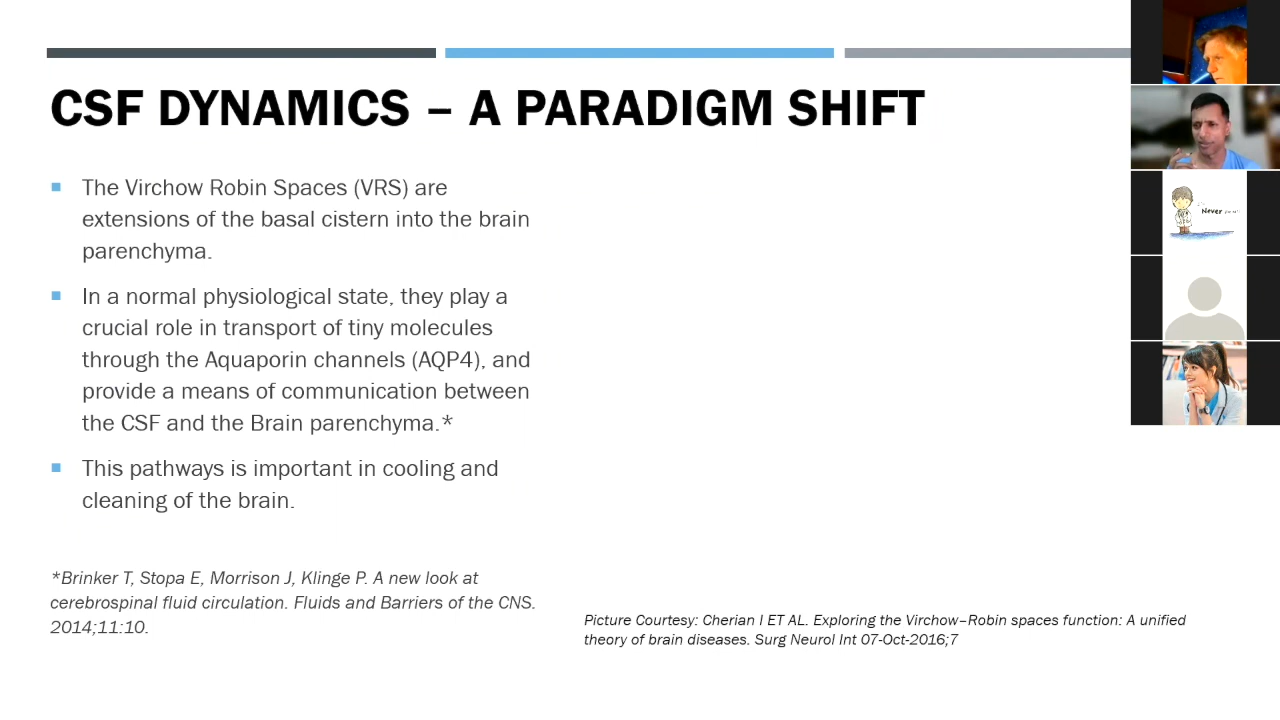 CSF DYNAMICS – A PARADIGM SHIFT
The Virchow Robin Spaces (VRS) are
extensions of the basal cistern into the brain
parenchyma.
In a normal physiological state, they play a
crucial role in transport of tiny molecules
through the Aquaporin channels (AQP4), and
provide a means of communication between
the CSF and the Brain parenchyma.*
This pathways is important in cooling and
cleaning of the brain.
*Brinker T, Stopa E, Morrison J, Klinge P. A new look at
cerebrospinal fluid circulation. Fluids and Barriers of the CNS.
2014;11:10.
Picture Courtesy: Cherian I ET AL. Exploring the Virchow–Robin spaces function: A unified
theory of brain diseases. Surg Neurol Int 07-Oct-2016;7
Never